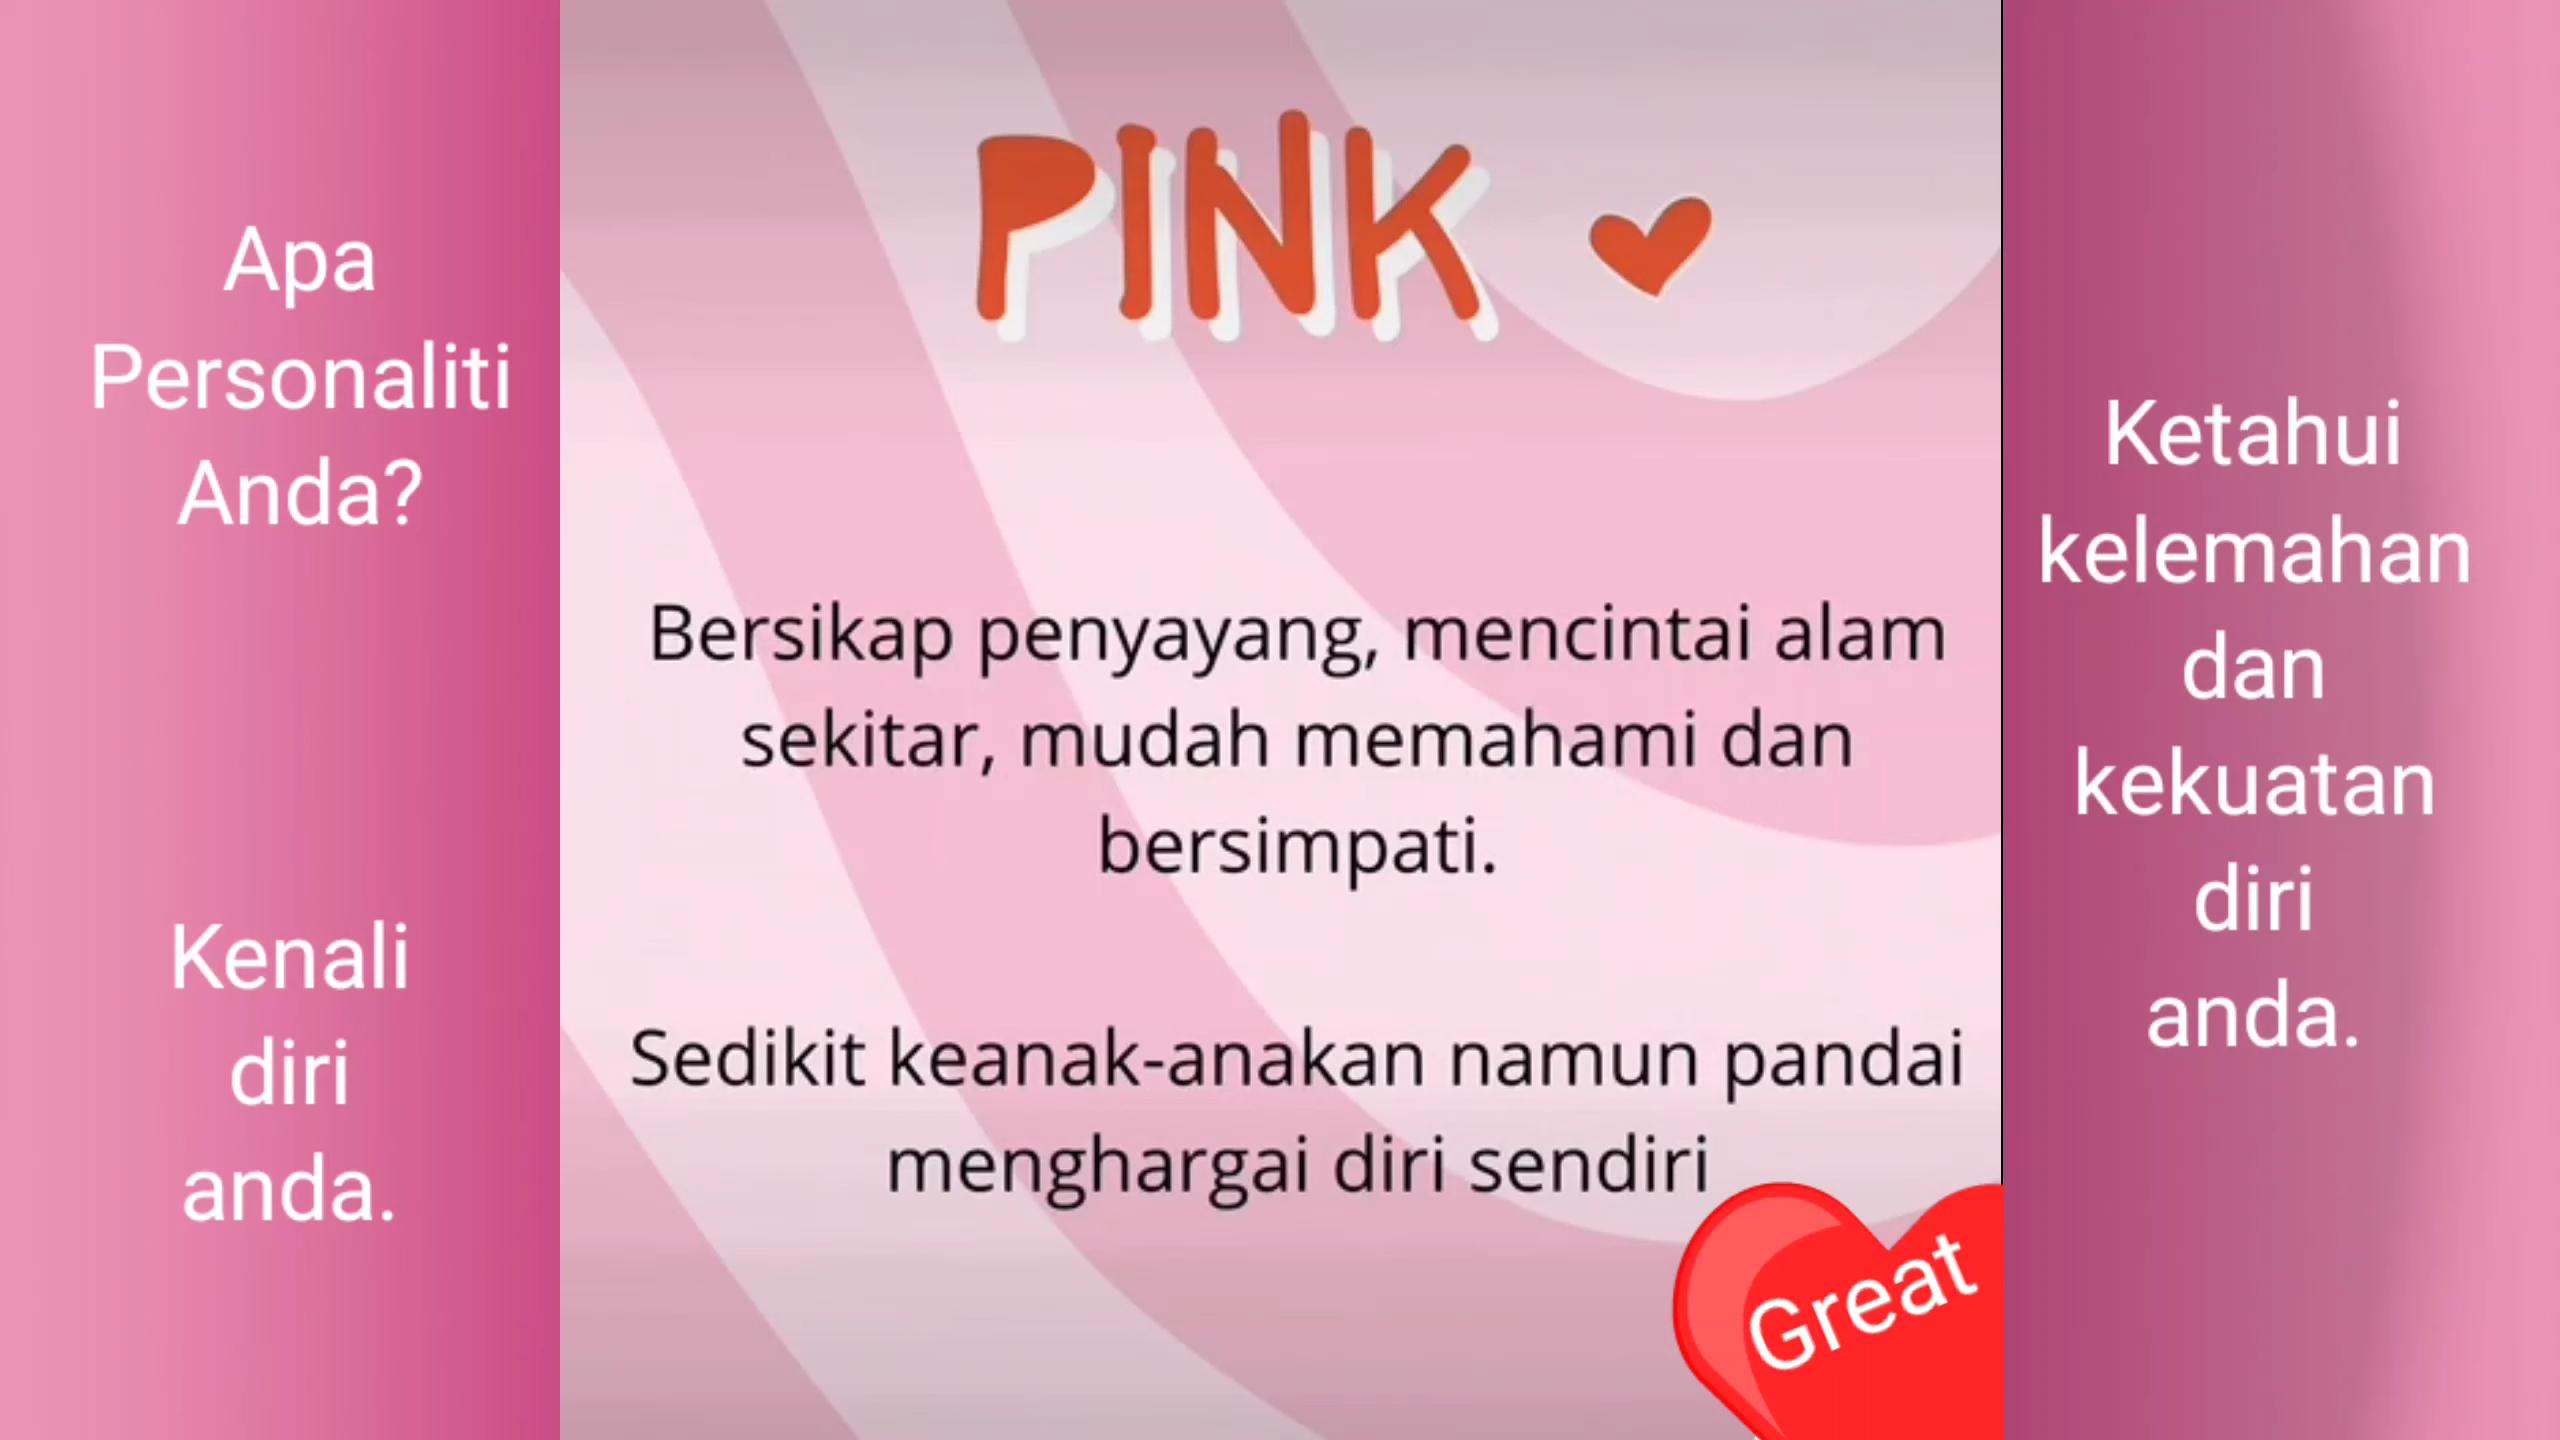 Apa
Personaliti
Anda?
Kenali
diri
anda.
PINK
Bersikap penyayang, mencintai alam
sekitar, mudah memahami dan
bersimpati.
Sedikit keanak-anakan namun pandai
menghargai diri sendiri
Great
Ketahui
kelemahan
dan
kekuatan
diri
anda.